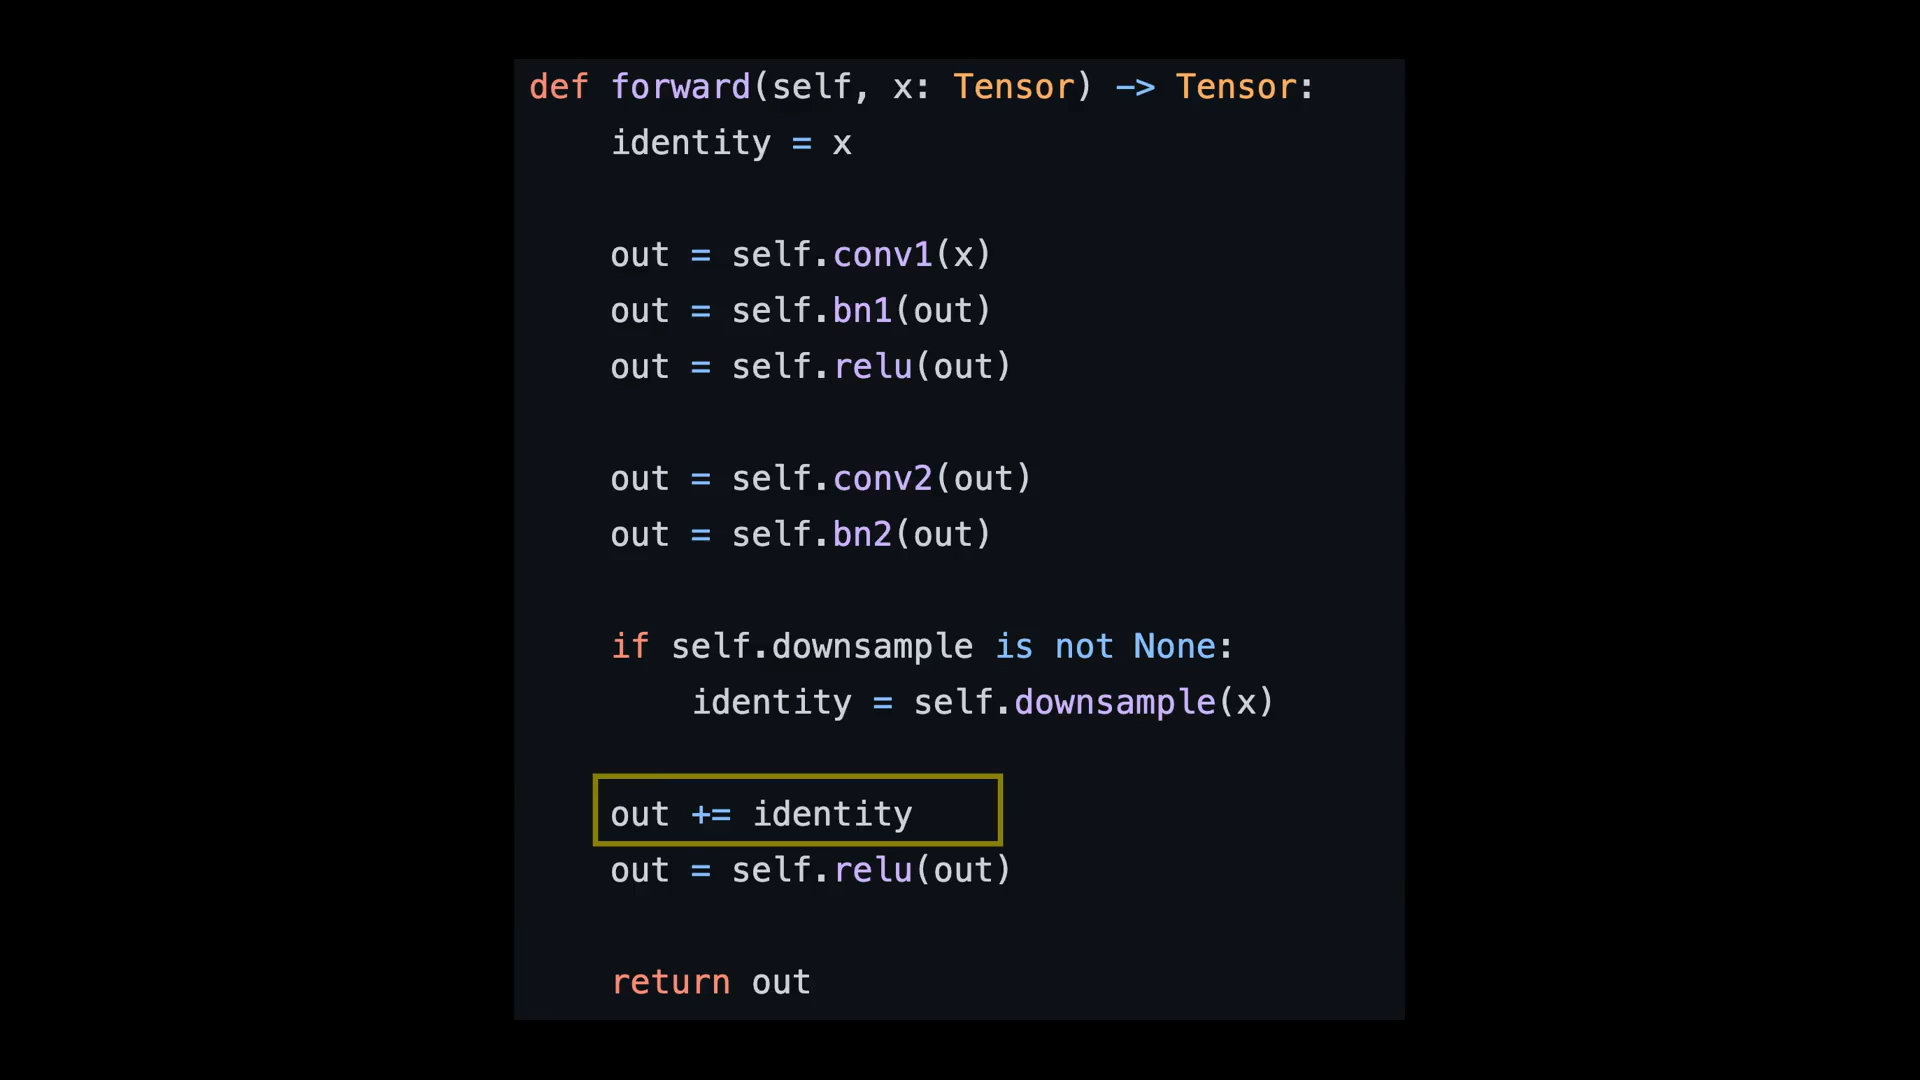 def forward(self, x: Tensor) -> Tensor:
    identity = x
    out = self.conv1(x)
    out = self.bn1(out)
    out = self.relu(out)
    out = self.conv2(out)
    out = self.bn2(out)
    if self.downsample is not None:
        identity = self.downsample(x)
    out += identity
    out = self.relu(out)
    return out